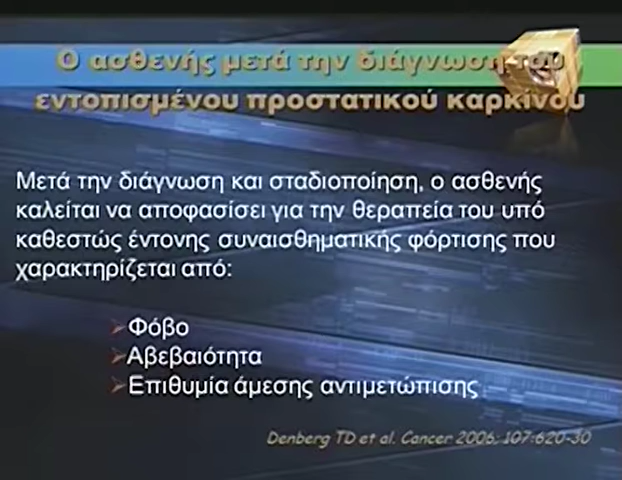 Ο ασθενής μετά την διάγνωση του
εντοπισμένου προστατικού καρκίνου
Μετά την διάγνωση και σταδιοποίηση, ο ασθενής
καλείται να αποφασίσει για την θεραπεία του υπό
καθεστώς έντονης συναισθηματικής φόρτισης που
χαρακτηρίζεται από:
➢Φόβο
➢Αβεβαιότητα
➢Επιθυμία άμεσης αντιμετώπισης
Denberg TD et al. Cancer 2006; 107:620-30